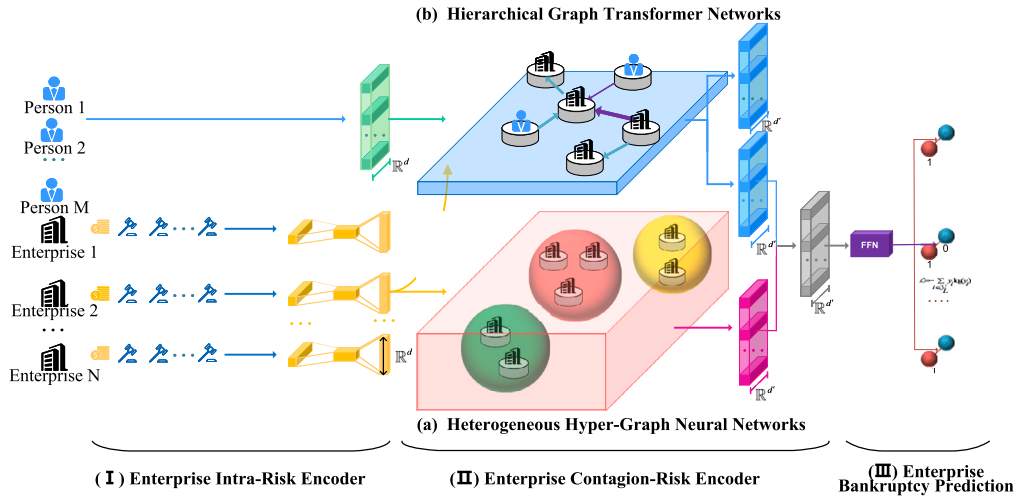 (b) Hierarchical Graph Transformer Networks
Person 1
Person 2
Person M
Enterprise 1
Enterprise 2
Enterprise N
ℝ^d
ℝ^d
ℝ^d'
ℝ^d'
ℝ^d'
ℝ^d'
FFN
1
1
0
(a) Heterogeneous Hyper-Graph Neural Networks
(Ⅰ) Enterprise Intra-Risk Encoder
(Ⅱ) Enterprise Contagion-Risk Encoder
(Ⅲ) Enterprise
Bankruptcy Prediction